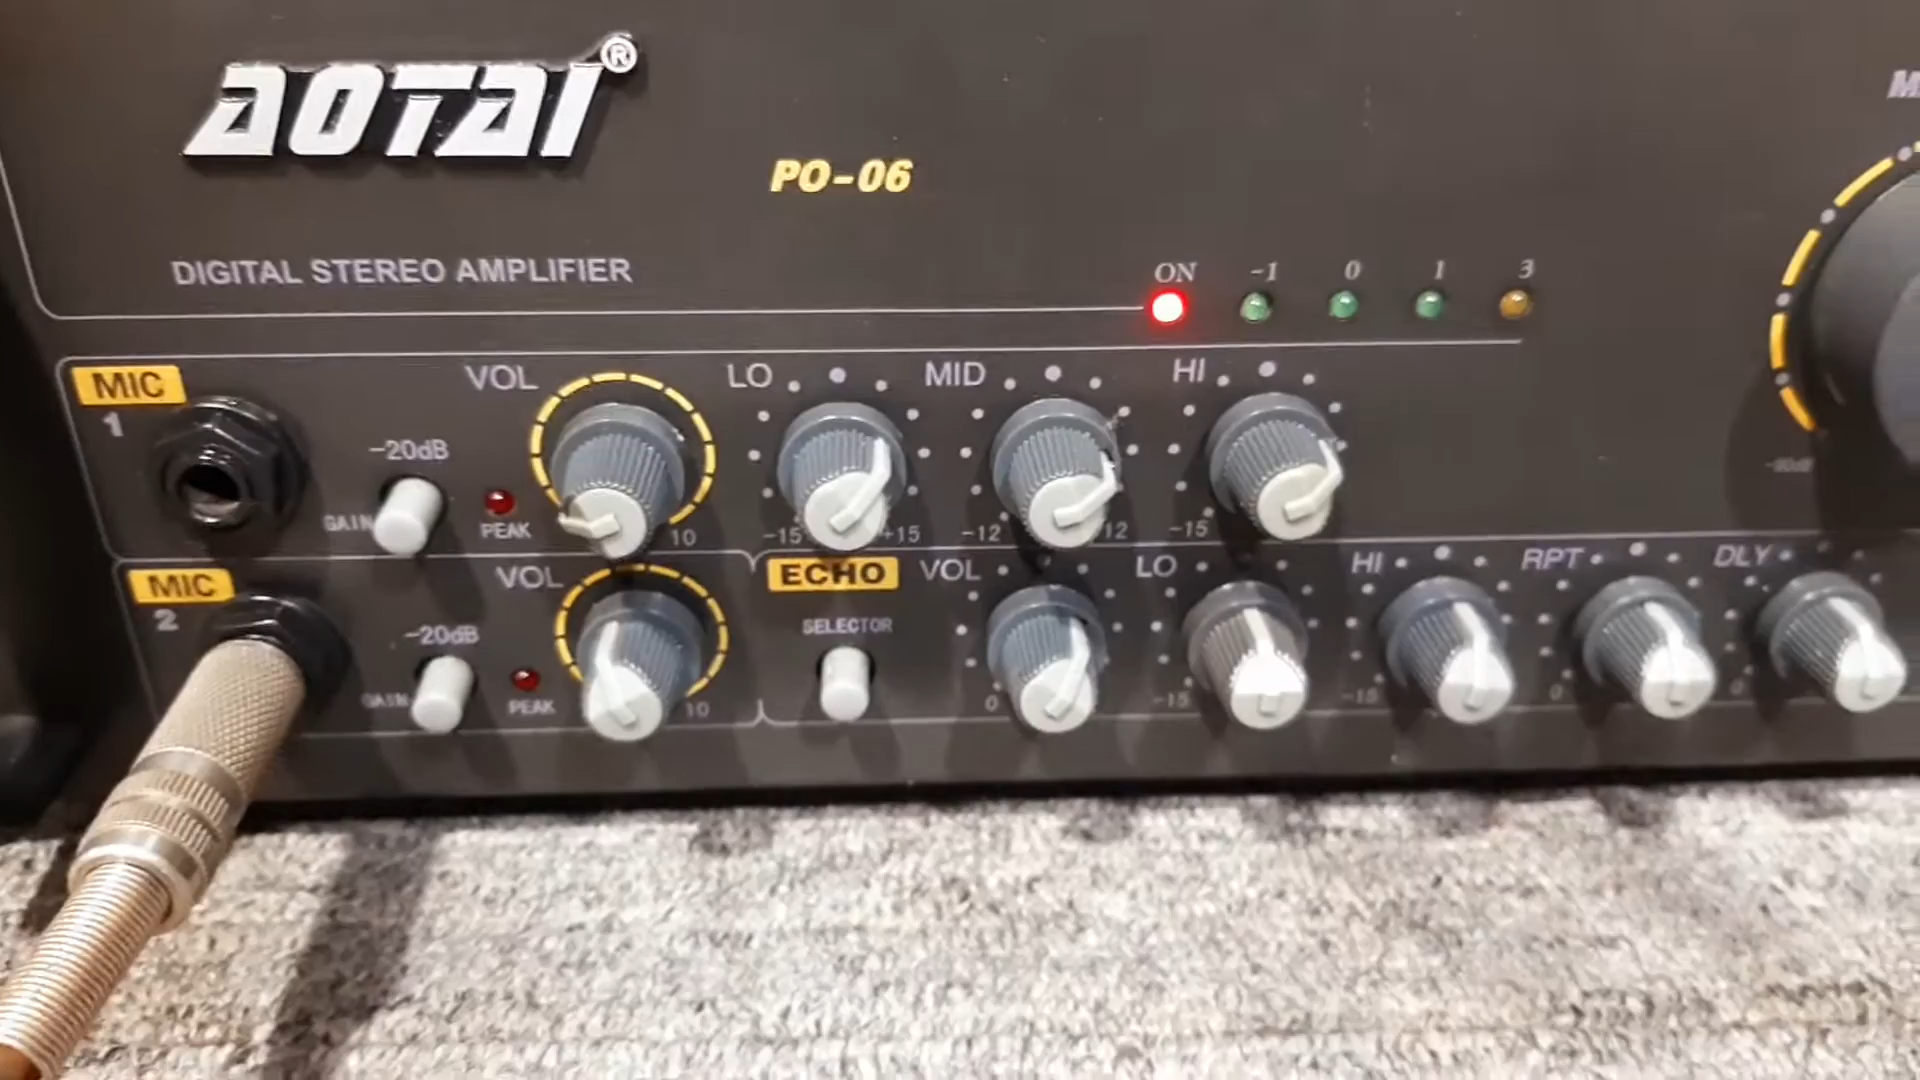 AOTAI®
PO-06
DIGITAL STEREO AMPLIFIER
ON -1 0 1 3
MIC
1
-20dB
GAIN
PEAK
VOL
10
LO
-15 +15
MID
-12 12
HI
-15
MIC
2
-20dB
GAIN
PEAK
VOL
10
ECHO
SELECTOR
VOL
0
LO
-15
HI
-15
RPT
0
DLY
0